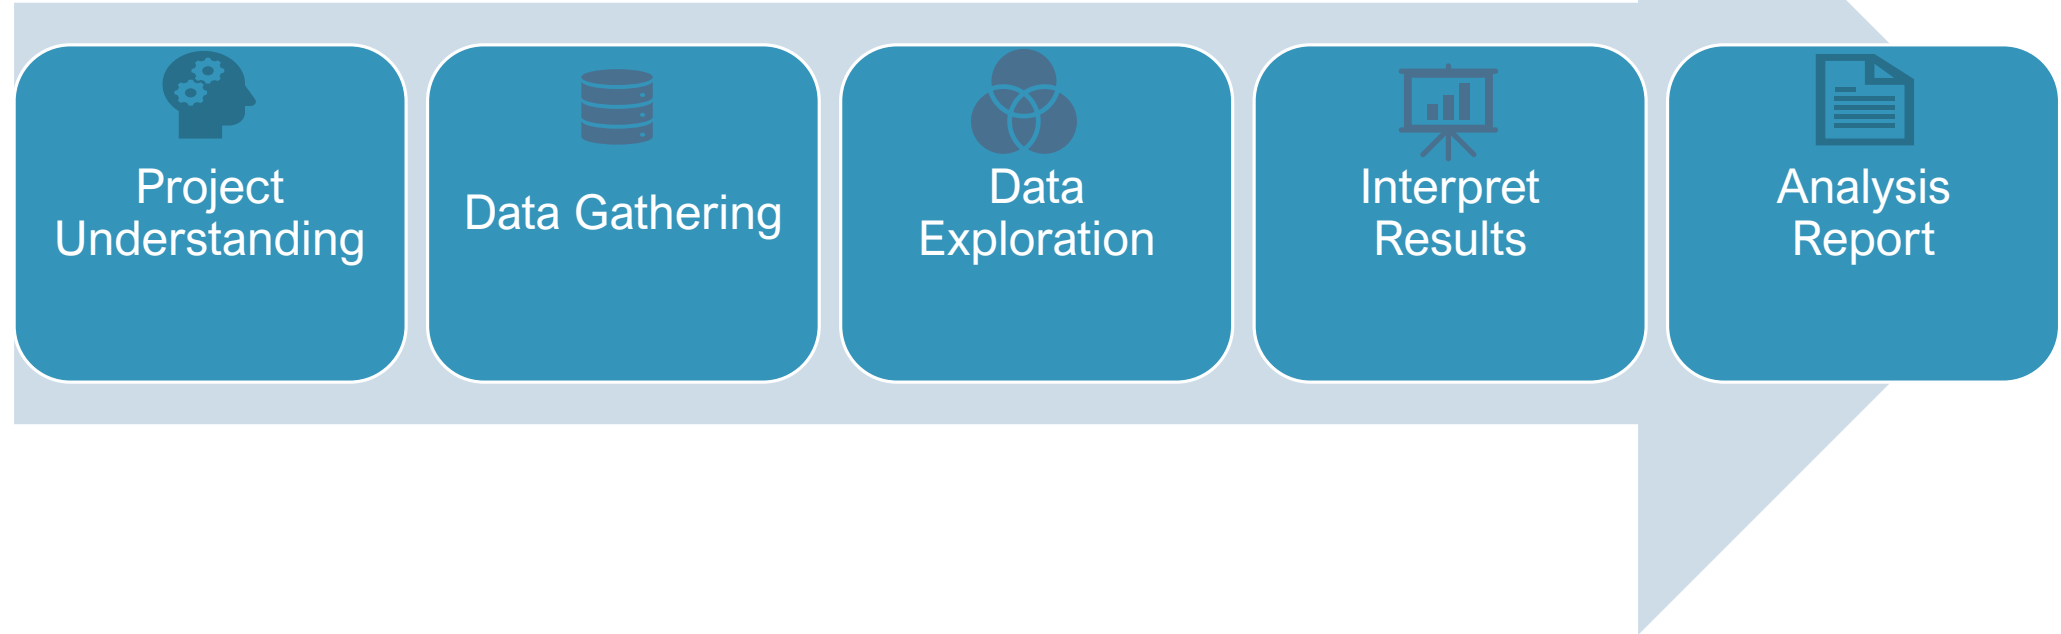 Project
Understanding
Data Gathering
Data
Exploration
Interpret
Results
Analysis
Report